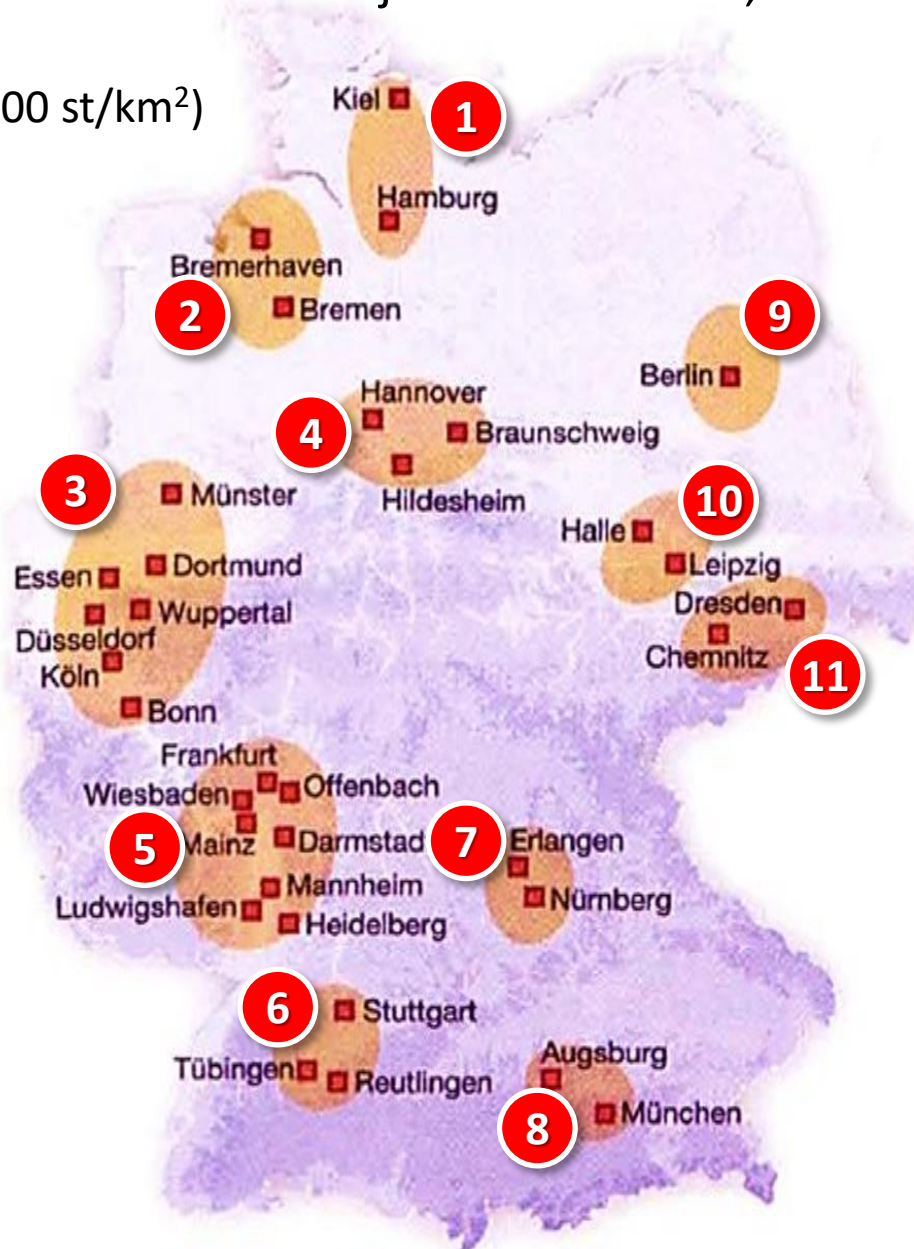 00 st/km²)
Kiel
1
Hamburg
Bremerhaven
2
Bremen
9
Berlin
Hannover
4
Braunschweig
Hildesheim
3
Münster
10
Halle
Essen
Dortmund
Leipzig
Wuppertal
Dresden
Düsseldorf
Chemnitz
Köln
11
Bonn
Frankfurt
Wiesbaden
Offenbach
5
Mainz
Darmstad
7
Erlangen
Mannheim
Nürnberg
Ludwigshafen
Heidelberg
6
Stuttgart
Augsburg
Tübingen
Reutlingen
8
München